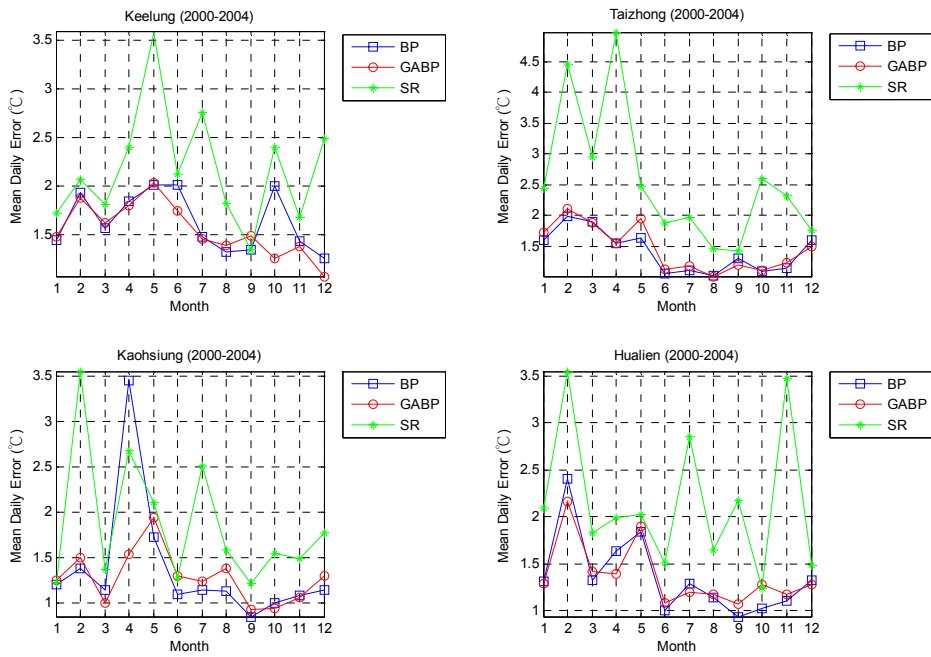 Keelung (2000-2004)
3.5
3
2.5
2
1.5
Mean Daily Error (℃)
1 2 3 4 5 6 7 8 9 10 11 12
Month
BP
GABP
SR
Taizhong (2000-2004)
4.5
4
3.5
3
2.5
2
1.5
Mean Daily Error (℃)
1 2 3 4 5 6 7 8 9 10 11 12
Month
BP
GABP
SR
Kaohsiung (2000-2004)
3.5
3
2.5
2
1.5
1
Mean Daily Error (℃)
1 2 3 4 5 6 7 8 9 10 11 12
Month
BP
GABP
SR
Hualien (2000-2004)
3.5
3
2.5
2
1.5
1
Mean Daily Error (℃)
1 2 3 4 5 6 7 8 9 10 11 12
Month
BP
GABP
SR